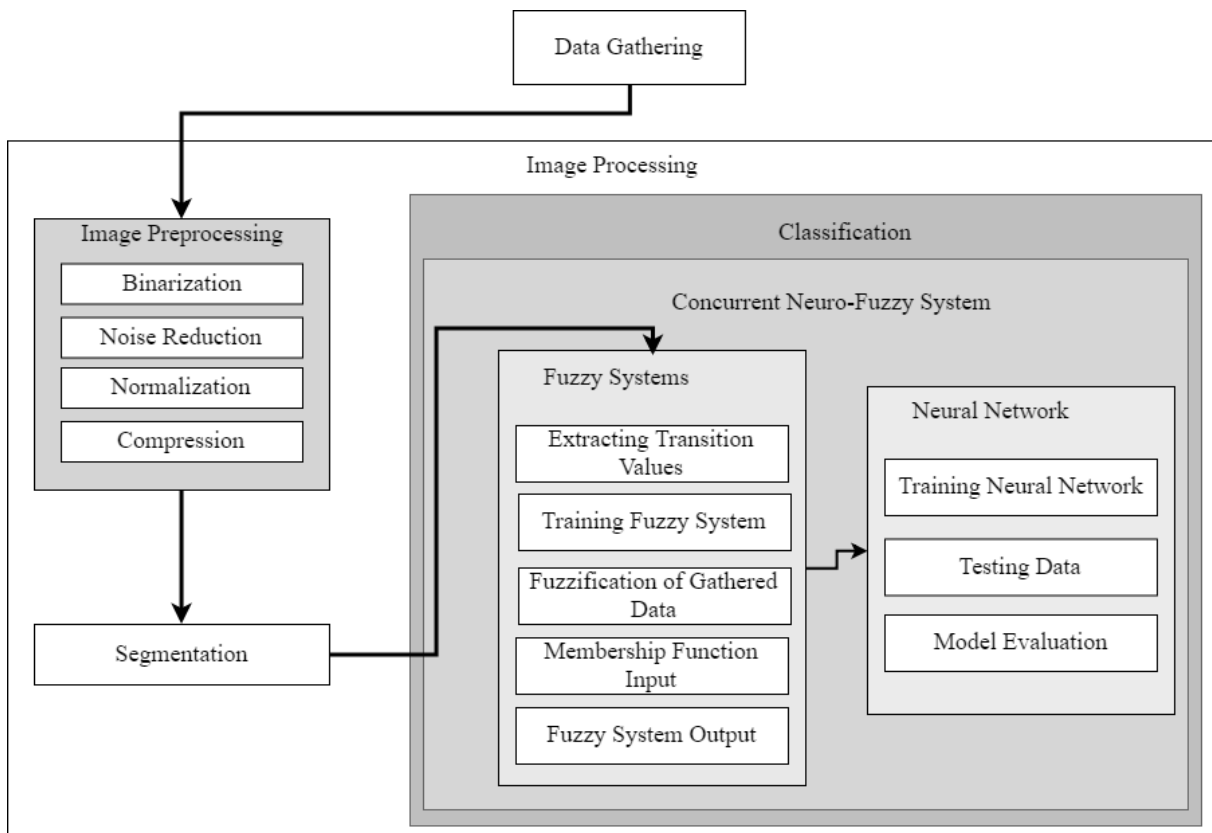 Data Gathering
Image Processing
Image Preprocessing
Binarization
Noise Reduction
Normalization
Compression
Segmentation
Classification
Concurrent Neuro-Fuzzy System
Fuzzy Systems
Extracting Transition
Values
Training Fuzzy System
Fuzzification of Gathered
Data
Membership Function
Input
Fuzzy System Output
Neural Network
Training Neural Network
Testing Data
Model Evaluation